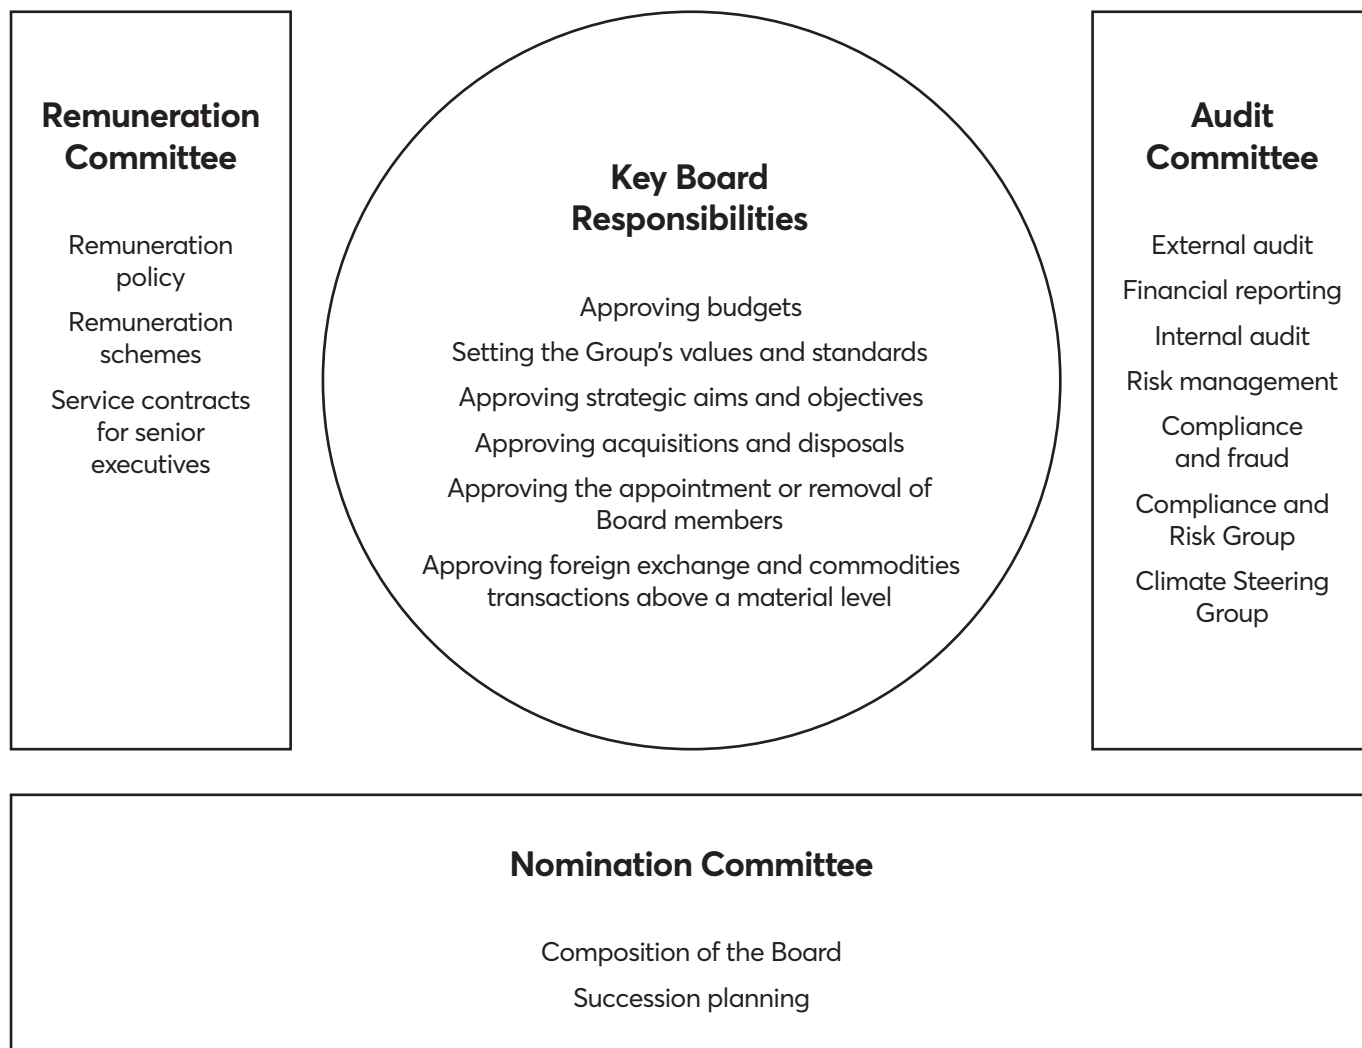 Remuneration
Committee
Remuneration
policy
Remuneration
schemes
Service contracts
for senior
executives
Key Board
Responsibilities
Approving budgets
Setting the Group's values and standards
Approving strategic aims and objectives
Approving acquisitions and disposals
Approving the appointment or removal of
Board members
Approving foreign exchange and commodities
transactions above a material level
Audit
Committee
External audit
Financial reporting
Internal audit
Risk management
Compliance
and fraud
Compliance and
Risk Group
Climate Steering
Group
Nomination Committee
Composition of the Board
Succession planning